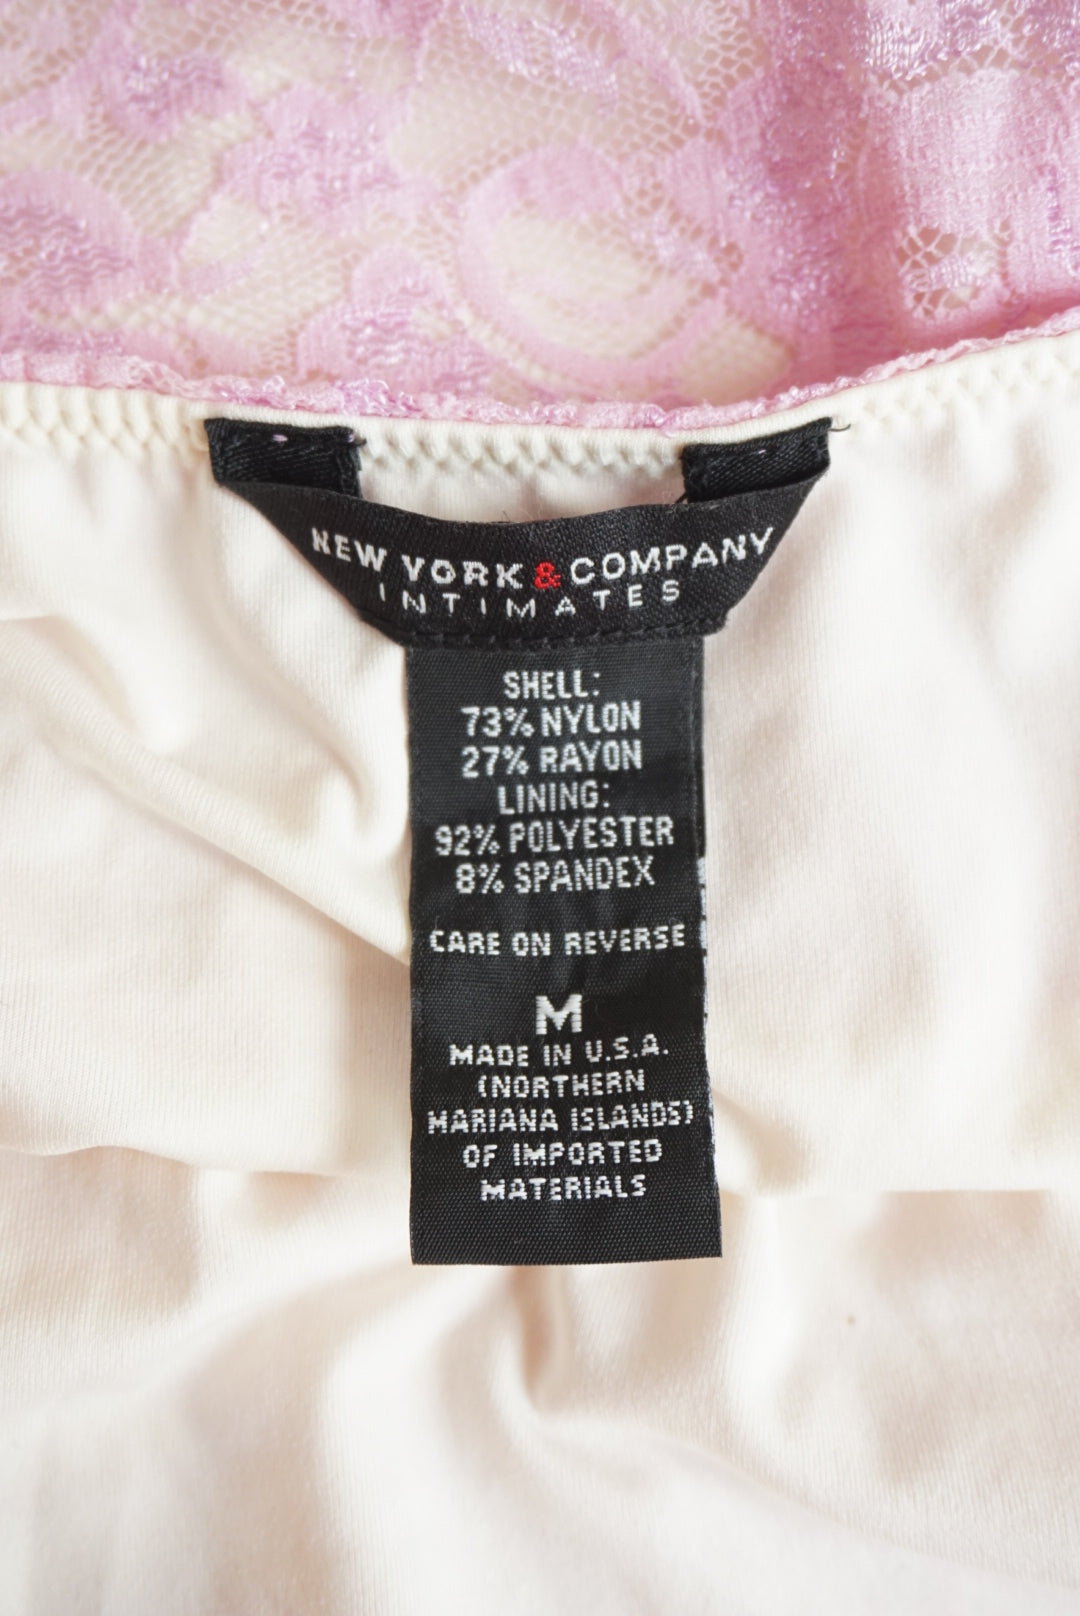 NEW YORK & COMPANY
INTIMATES
SHELL:
73% NYLON
27% RAYON
LINING:
92% POLYESTER
8% SPANDEX
CARE ON REVERSE
M
MADE IN U.S.A.
(NORTHERN
MARIANA ISLANDS)
OF IMPORTED
MATERIALS